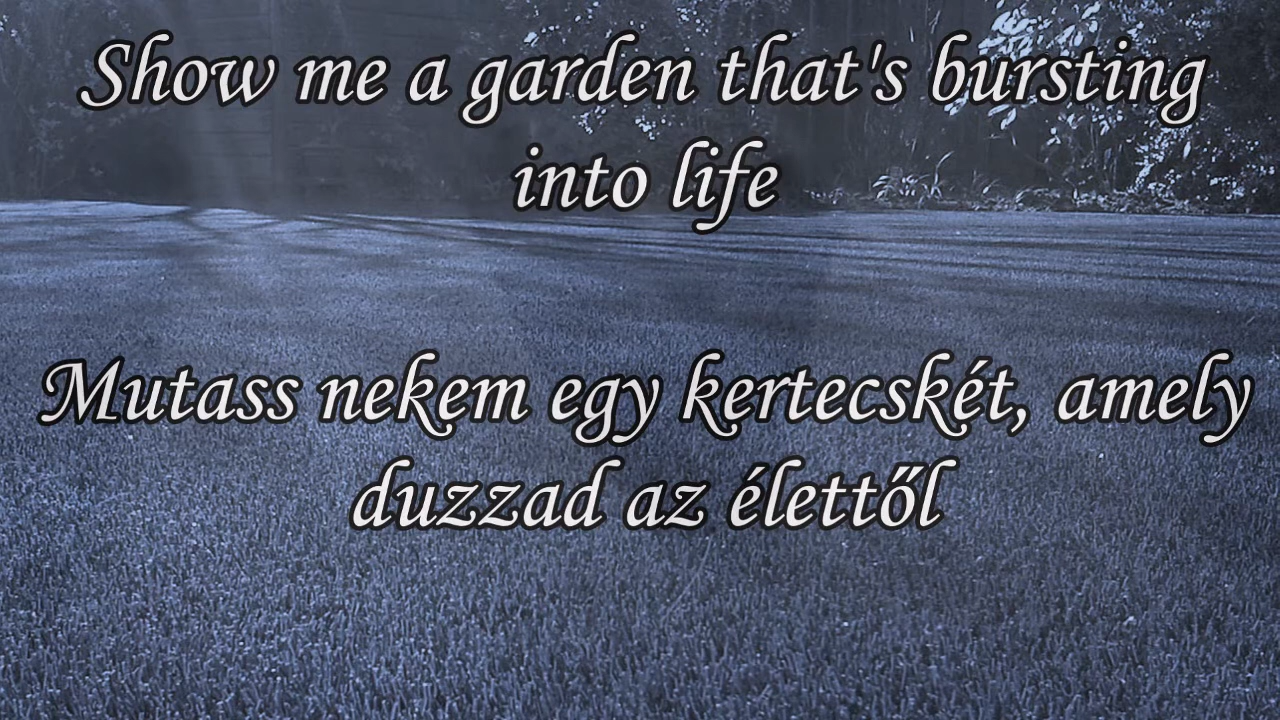 Show me a garden that's bursting
into life
Mutass nekem egy kertecskét, amely
duzzad az élettől